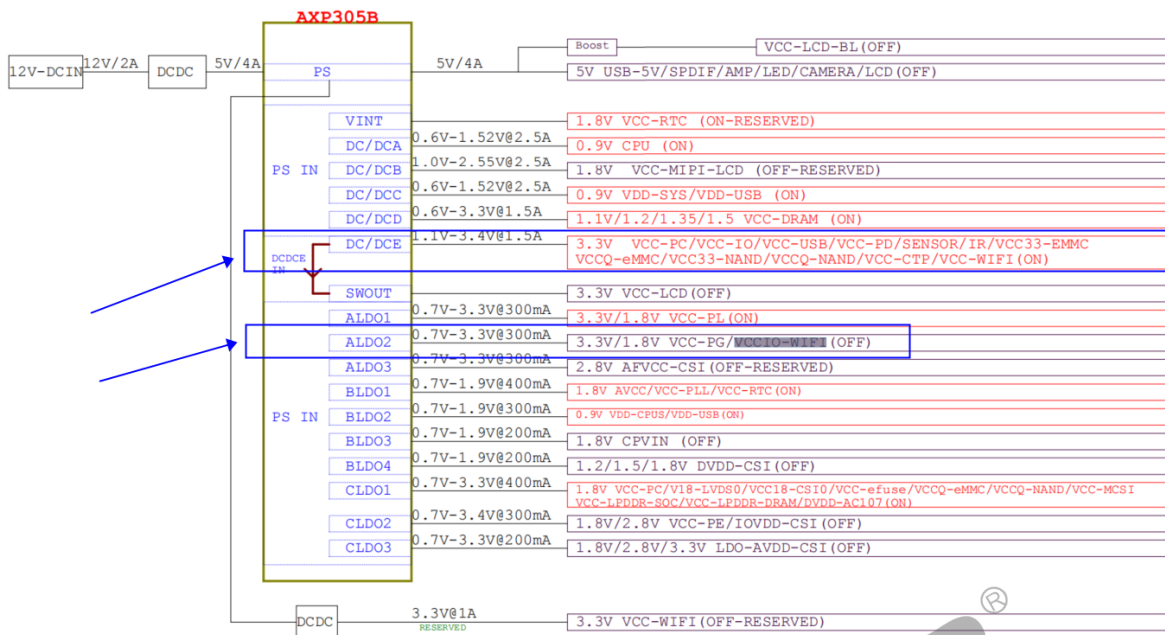 AXP305B
Boost
VCC-LCD-BL(OFF)
12V-DCIN
12V/2A
DCDC
5V/4A
PS
5V/4A
5V USB-5V/SPDIF/AMP/LED/CAMERA/LCD(OFF)
VINT
1.8V VCC-RTC (ON-RESERVED)
DC/DCA
0.6V-1.52V@2.5A
0.9V CPU (ON)
PS IN
DC/DCB
1.0V-2.55V@2.5A
1.8V VCC-MIPI-LCD (OFF-RESERVED)
DC/DCC
0.6V-1.52V@2.5A
0.9V VDD-SYS/VDD-USB (ON)
DC/DCD
0.6V-3.3V@1.5A
1.1V/1.2/1.35/1.5 VCC-DRAM (ON)
DC/DCE
1.1V-3.4V@1.5A
3.3V VCC-PC/VCC-IO/VCC-USB/VCC-PD/SENSOR/IR/VCC33-EMMC
VCCQ-eMMC/VCC33-NAND/VCCQ-NAND/VCC-CTP/VCC-WIFI(ON)
DCDCE
IN
SWOUT
3.3V VCC-LCD(OFF)
ALDO1
0.7V-3.3V@300mA
3.3V/1.8V VCC-PL(ON)
ALDO2
0.7V-3.3V@300mA
3.3V/1.8V VCC-PG/VCCIO-WIFI(OFF)
ALDO3
0.7V-3.3V@300mA
2.8V AFVCC-CSI(OFF-RESERVED)
BLDO1
0.7V-1.9V@400mA
1.8V AVCC/VCC-PLL/VCC-RTC(ON)
PS IN
BLDO2
0.7V-1.9V@300mA
0.9V VDD-CPUS/VDD-USB(ON)
BLDO3
0.7V-1.9V@200mA
1.8V CPVIN (OFF)
BLDO4
0.7V-1.9V@200mA
1.2/1.5/1.8V DVDD-CSI(OFF)
CLDO1
0.7V-3.3V@400mA
1.8V VCC-PC/V18-LVDS0/VCC18-CSI0/VCC-efuse/VCCQ-eMMC/VCCQ-NAND/VCC-MCSI
VCC-LPDDR-SOC/VCC-LPDDR-DRAM/DVDD-AC107(ON)
CLDO2
0.7V-3.4V@300mA
1.8V/2.8V VCC-PE/IOVDD-CSI(OFF)
CLDO3
0.7V-3.3V@200mA
1.8V/2.8V/3.3V LDO-AVDD-CSI(OFF)
DCDC
3.3V@1A
RESERVED
3.3V VCC-WIFI(OFF-RESERVED)
®